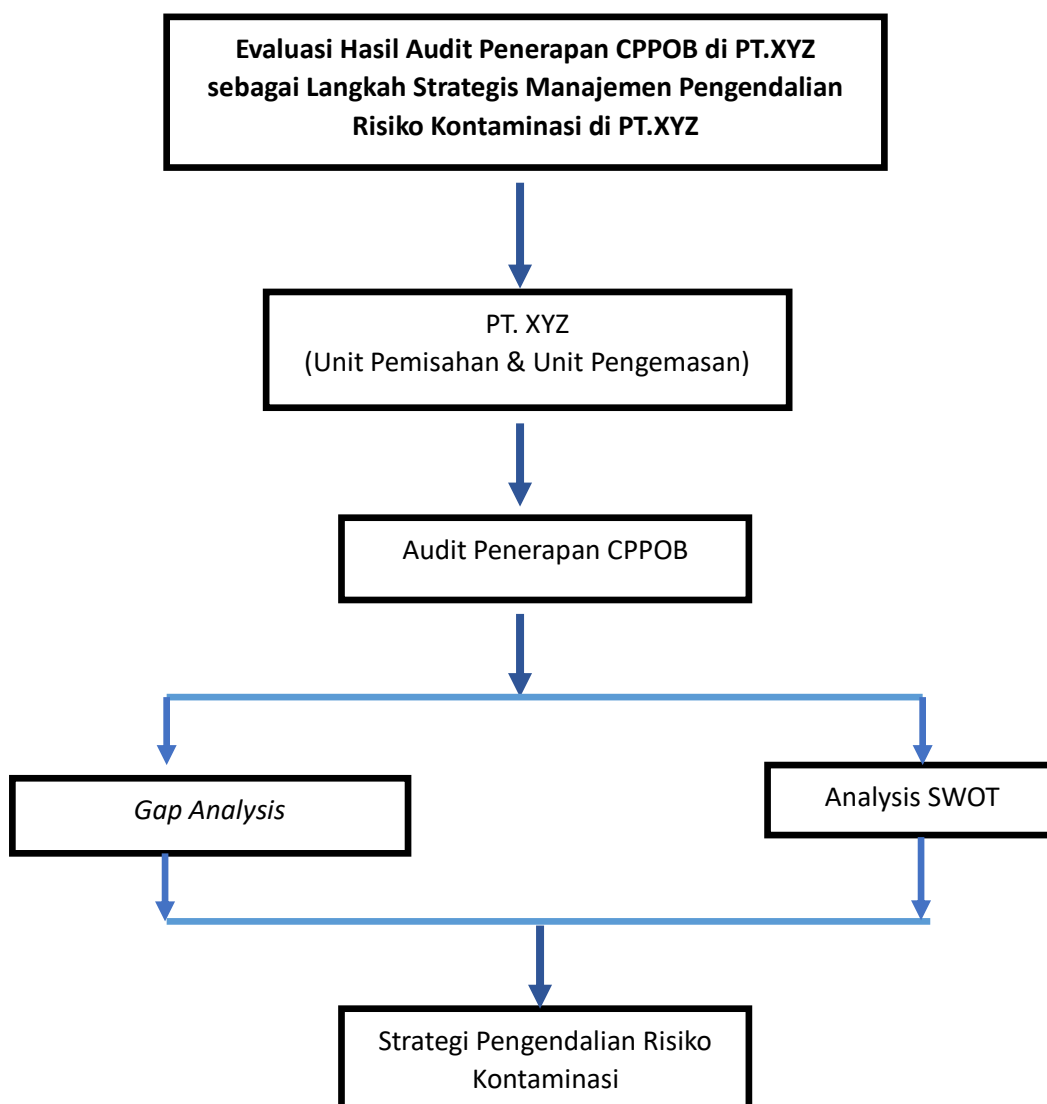 Evaluasi Hasil Audit Penerapan CPPOB di PT.XYZ
sebagai Langkah Strategis Manajemen Pengendalian
Risiko Kontaminasi di PT.XYZ
PT. XYZ
(Unit Pemisahan & Unit Pengemasan)
Audit Penerapan CPPOB
Gap Analysis
Analysis SWOT
Strategi Pengendalian Risiko
Kontaminasi